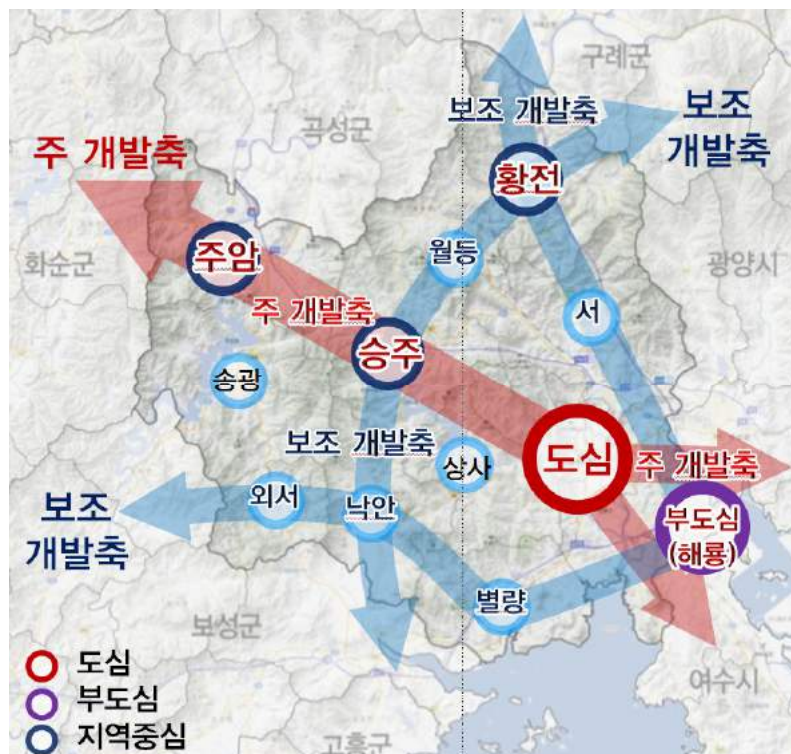 구례군
보조 개발축
보조
개발축
곡성군
주 개발축
황전
화순군
주암
월등
광양시
주 개발축
서
승주
송광
보조 개발축
상사
도심
주 개발축
외서
낙안
보조
개발축
부도심
(해룡)
별량
보성군
도심
부도심
지역중심
여수시
고흥군